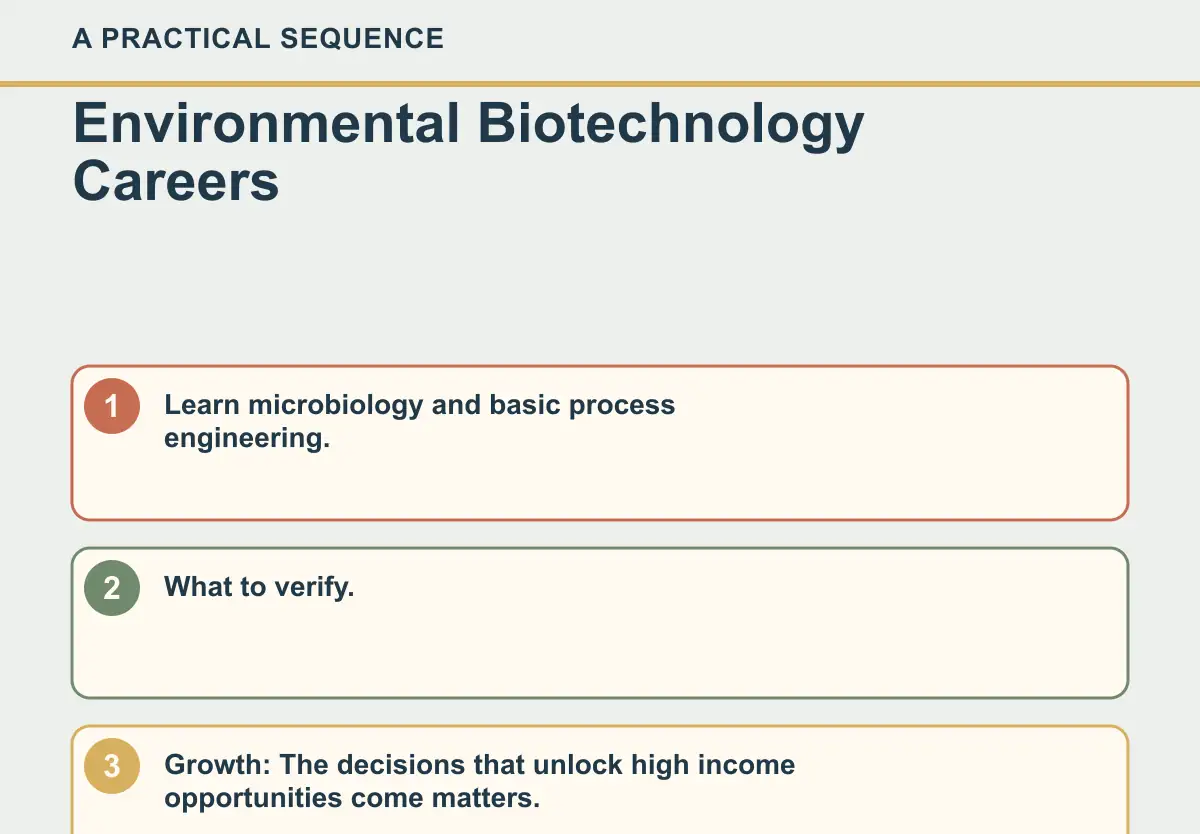 A PRACTICAL SEQUENCE
Environmental Biotechnology
Careers
1
Learn microbiology and basic process
engineering.
2
What to verify.
3
Growth: The decisions that unlock high income
opportunities come matters.